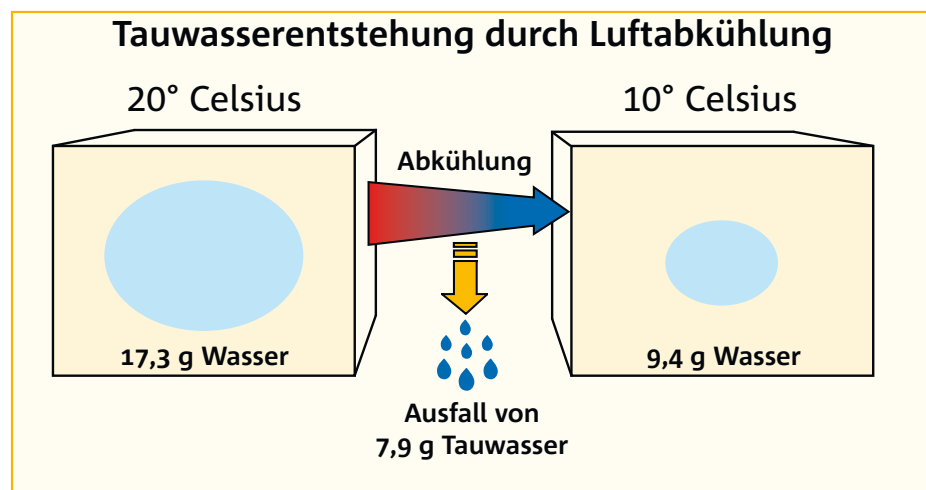 Tauwasserentstehung durch Luftabkühlung
20° Celsius
10° Celsius
Abkühlung
17,3 g Wasser
9,4 g Wasser
Ausfall von
7,9 g Tauwasser